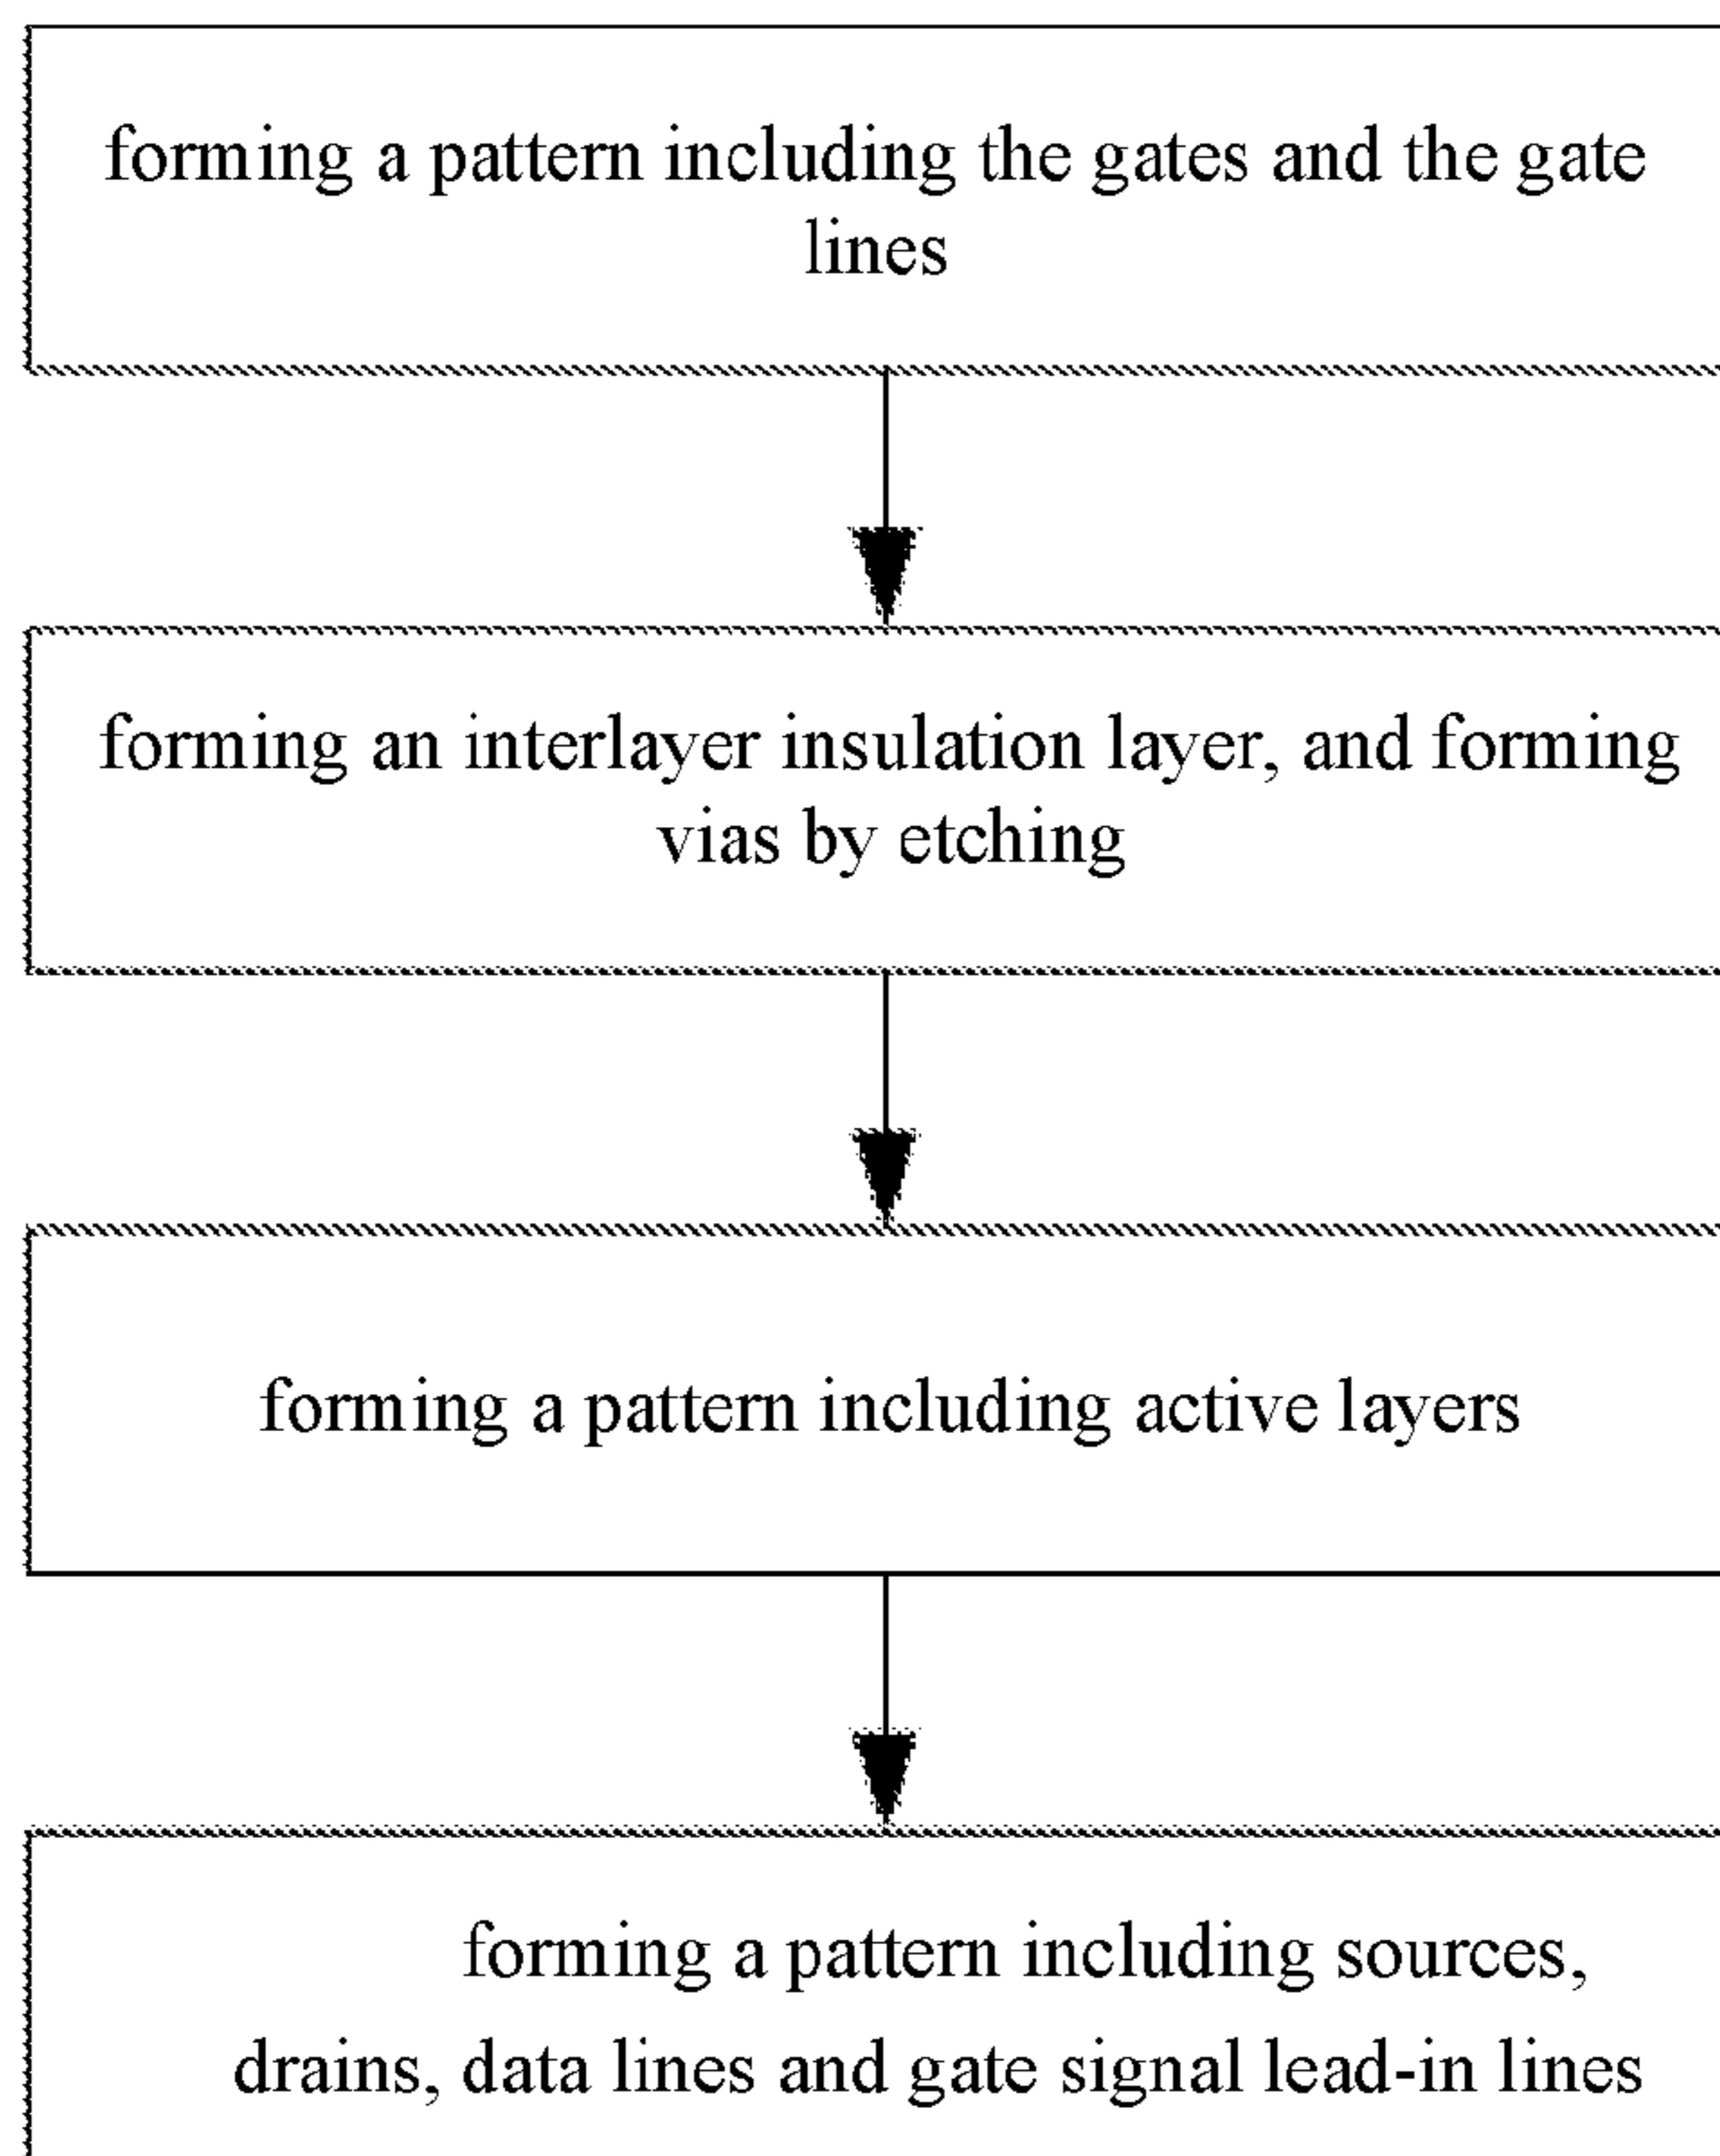 forming a pattern including the gates and the gate
lines
forming an interlayer insulation layer, and forming
vias by etching
forming a pattern including active layers
forming a pattern including sources,
drains, data lines and gate signal lead-in lines